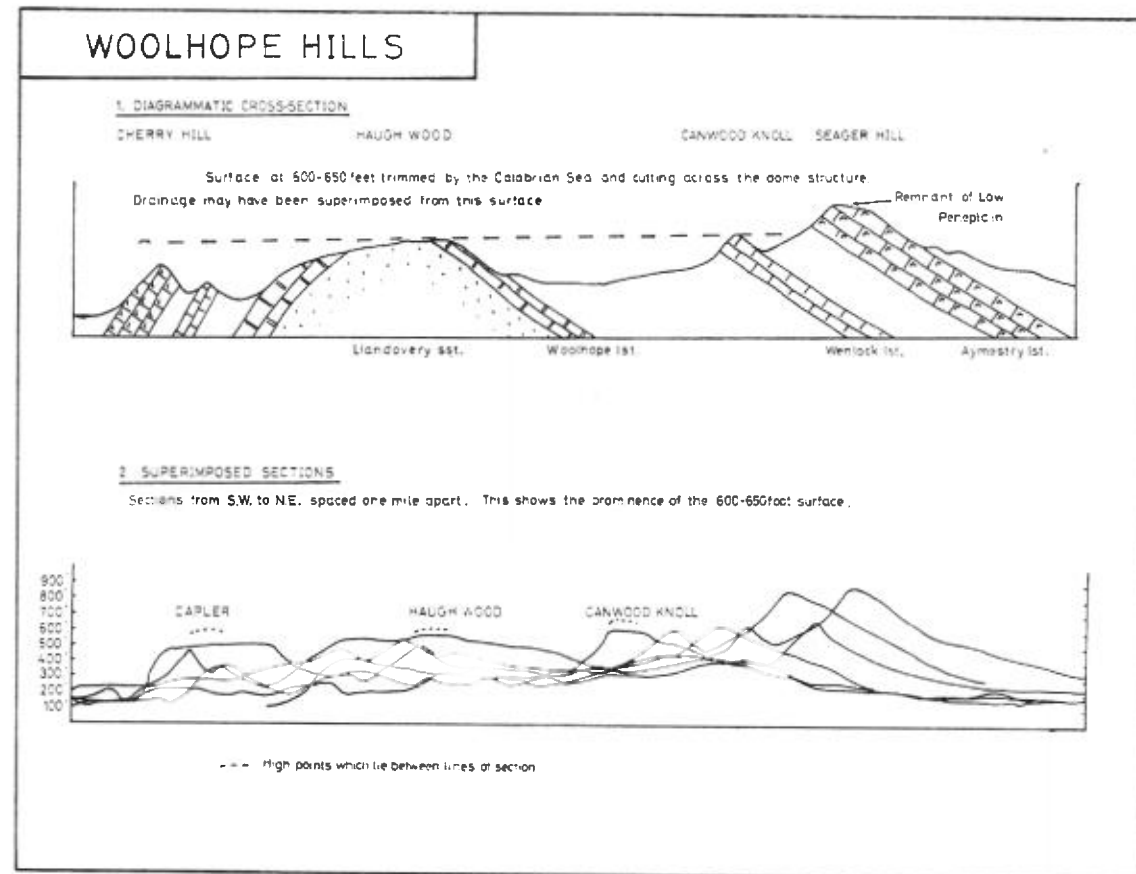 WOOLHOPE HILLS
1. DIAGRAMMATIC CROSS-SECTION
CHERRY HILL HAUGH WOOD CANWOOD KNOLL SEAGER HILL
Surface at 600-650 feet trimmed by the Calabrian Sea and cutting across the dome structure.
Drainage may have been superimposed from this surface
Remnant of Low
Peneplain
Llandovery sst. Woolhope lst. Wenlock lst. Aymestry lst.
2. SUPERIMPOSED SECTIONS
Sections from S.W. to N.E. spaced one mile apart. This shows the prominence of the 600-650foot surface.
900'
800'
700'
600'
500'
400'
300'
200'
100'
CAPLER HAUGH WOOD CANWOOD KNOLL
--- High points which lie between lines of section